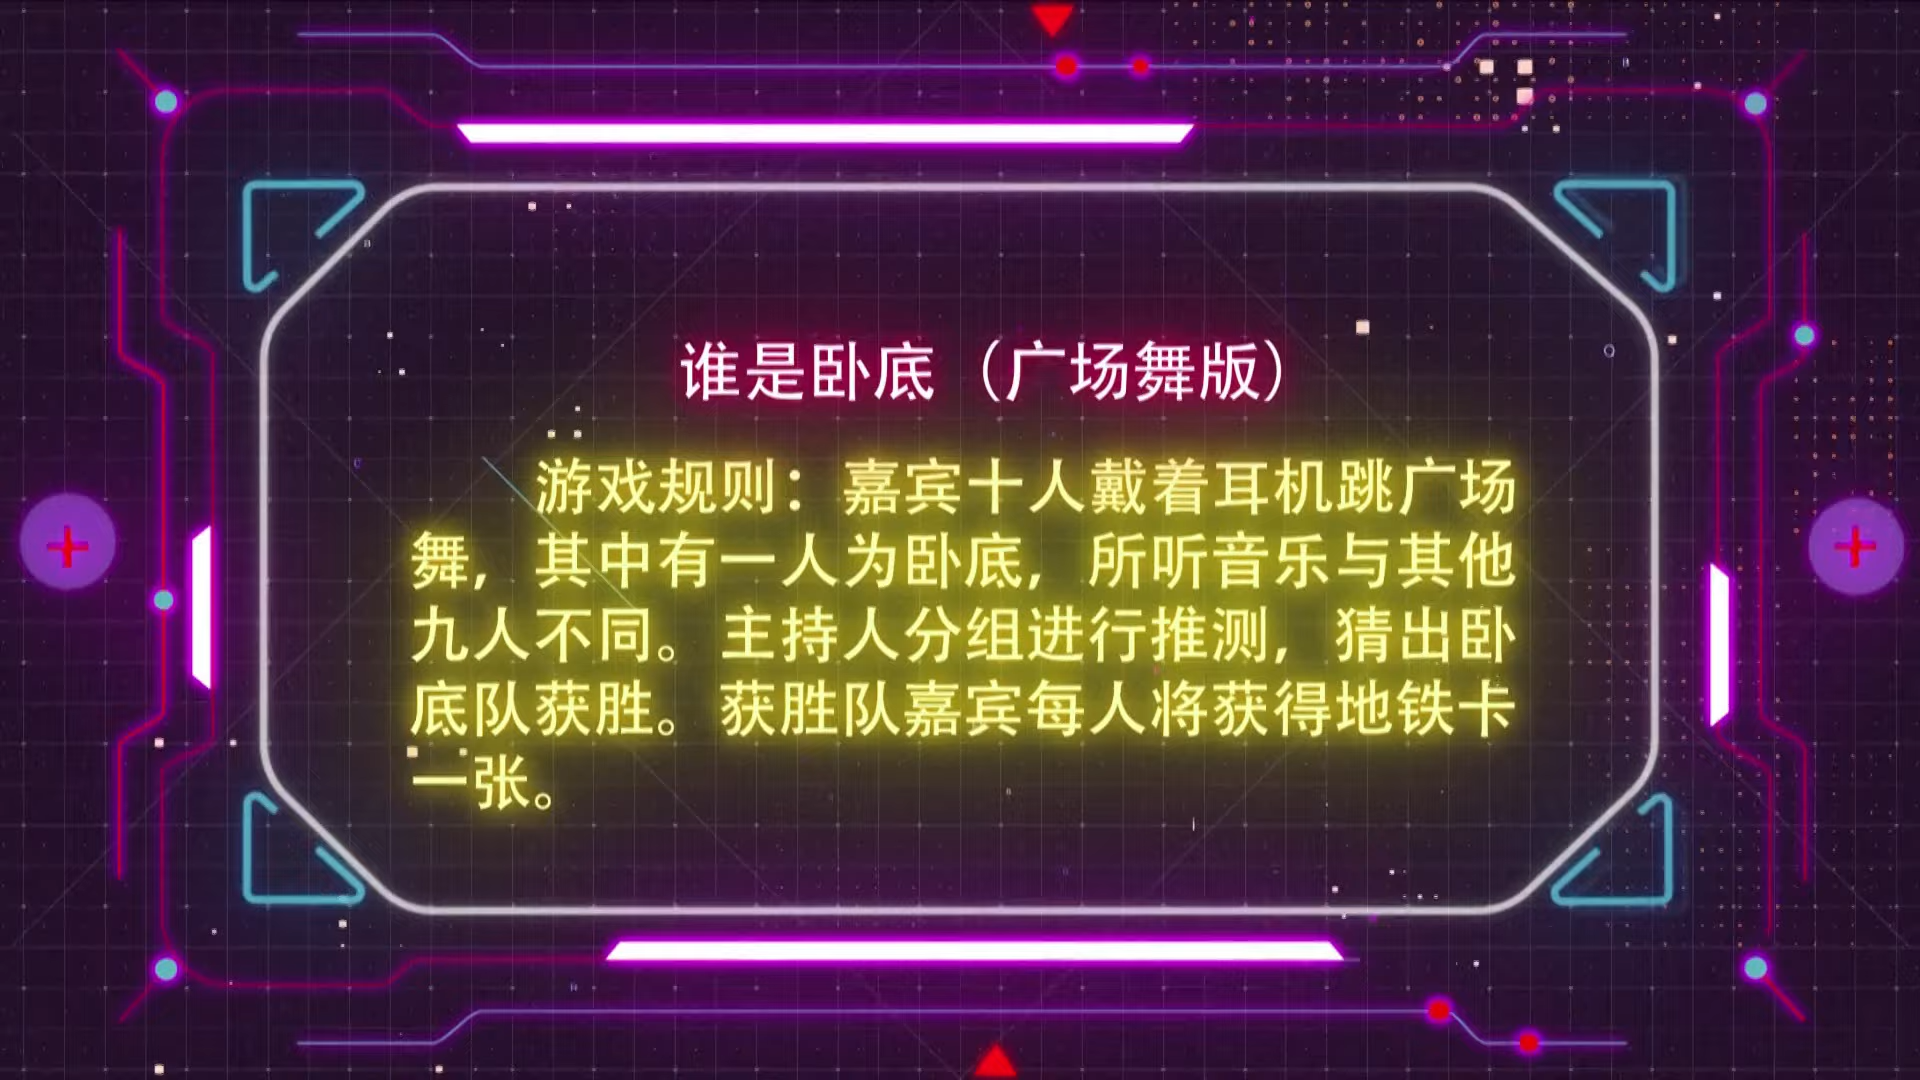 谁是卧底（广场舞版）
游戏规则：嘉宾十人戴着耳机跳广场
舞，其中有一人为卧底，所听音乐与其他
九人不同。主持人分组进行推测，猜出卧
底队获胜。获胜队嘉宾每人将获得地铁卡
一张。